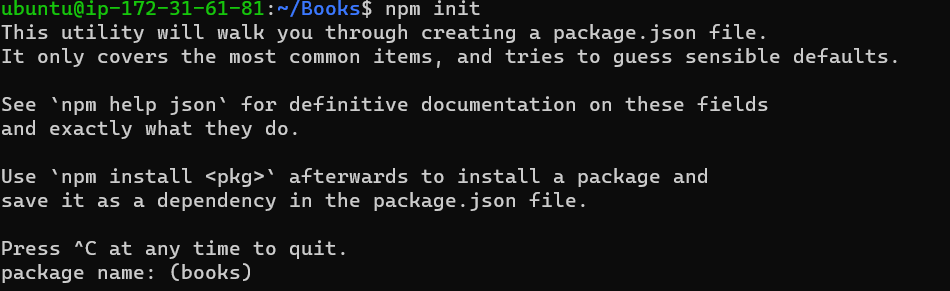 ubuntu@ip-172-31-61-81:~/Books$ npm init
This utility will walk you through creating a package.json file.
It only covers the most common items, and tries to guess sensible defaults.

See `npm help json` for definitive documentation on these fields
and exactly what they do.

Use `npm install <pkg>` afterwards to install a package and
save it as a dependency in the package.json file.

Press ^C at any time to quit.
package name: (books)